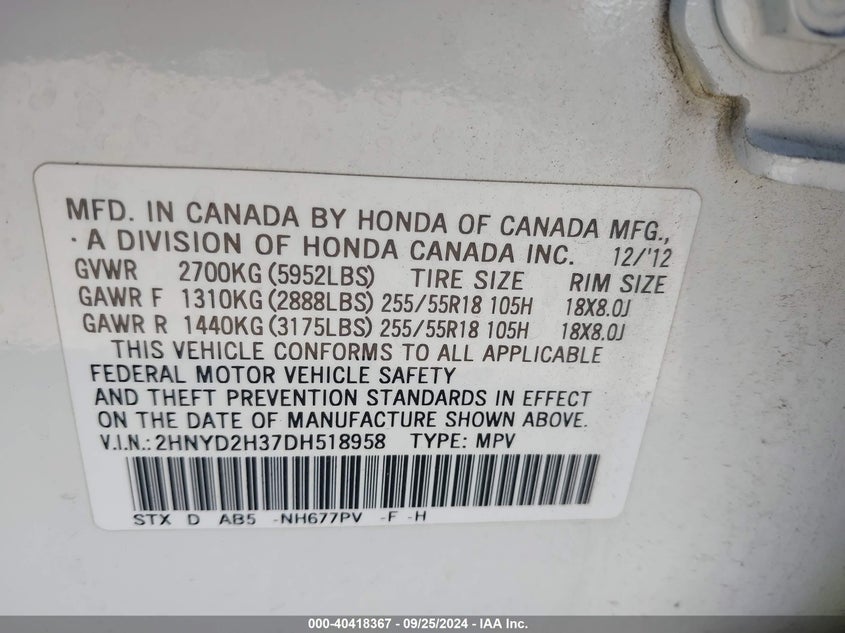 MFD. IN CANADA BY HONDA OF CANADA MFG.,
· A DIVISION OF HONDA CANADA INC. 12/'12
GVWR 2700KG (5952LBS) TIRE SIZE RIM SIZE
GAWR F 1310KG (2888LBS) 255/55R18 105H 18X8.0J
GAWR R 1440KG (3175LBS) 255/55R18 105H 18X8.0J
THIS VEHICLE CONFORMS TO ALL APPLICABLE
FEDERAL MOTOR VEHICLE SAFETY
AND THEFT PREVENTION STANDARDS IN EFFECT
ON THE DATE OF MANUFACTURE SHOWN ABOVE.
V.I.N.: 2HNYD2H37DH518958 TYPE: MPV
STX D AB5 -NH677PV -F -H
000-40418367 - 09/25/2024 - IAA Inc.